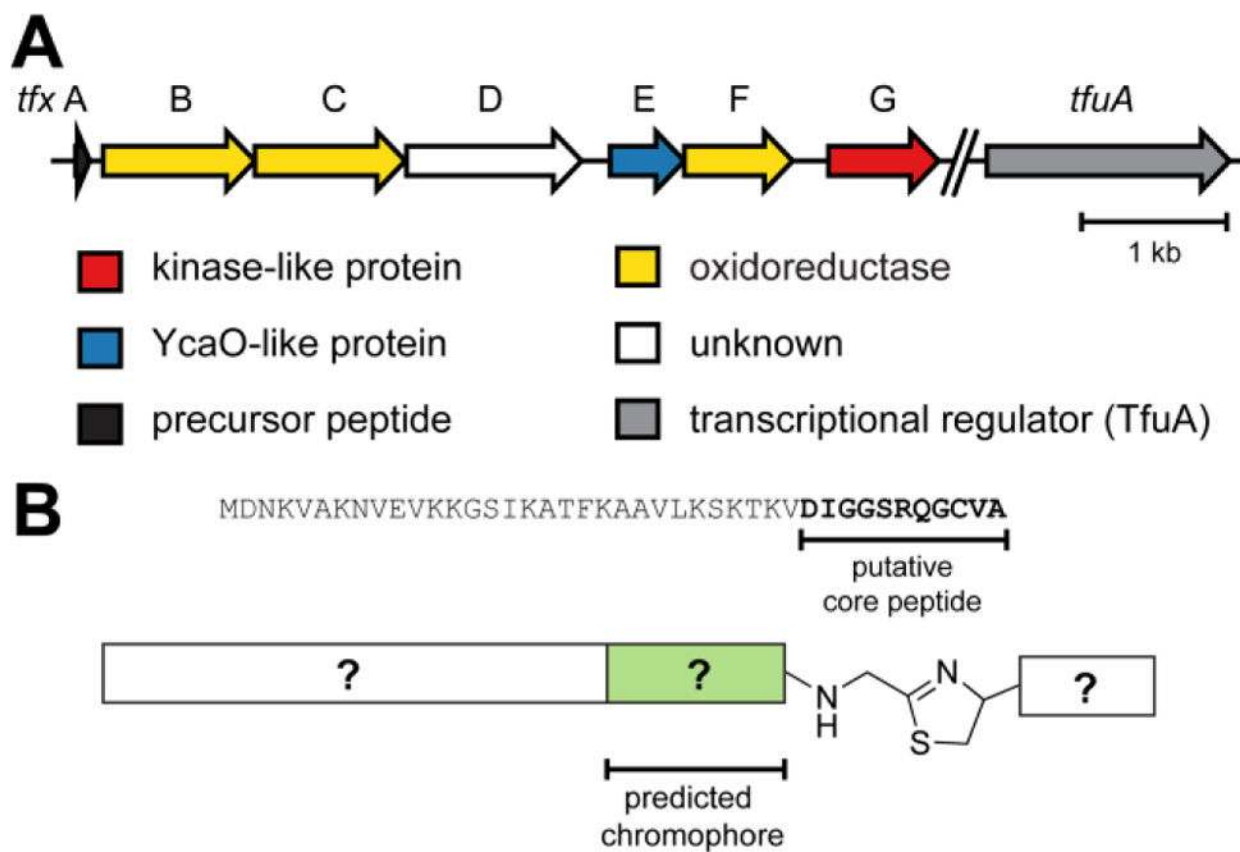 A
tfx A B C D E F G tfuA
1 kb
kinase-like protein oxidoreductase
YcaO-like protein unknown
precursor peptide transcriptional regulator (TfuA)
B
MDNKVAKNVEVKKGSIKATFKAAVLKSKTKVDIGGSRQGCVA
putative
core peptide
? ? N ?
N
H
S
predicted
chromophore